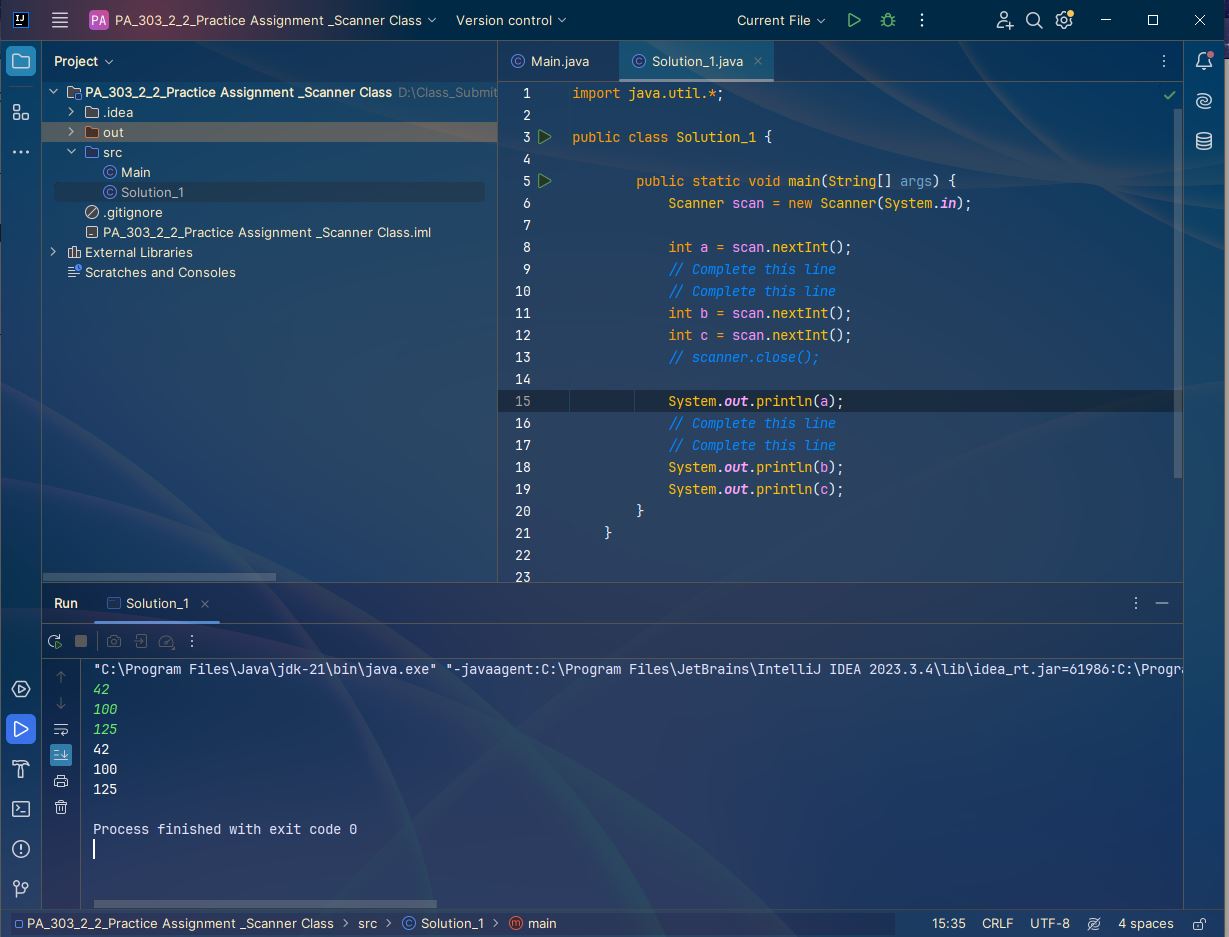 PA PA_303_2_2_Practice Assignment _Scanner Class Version control Current File
Project
PA_303_2_2_Practice Assignment _Scanner Class D:\Class_Submit
.idea
out
src
Main
Solution_1
.gitignore
PA_303_2_2_Practice Assignment _Scanner Class.iml
External Libraries
Scratches and Consoles
Main.java Solution_1.java
1 import java.util.*;
2
3 public class Solution_1 {
4
5 public static void main(String[] args) {
6 Scanner scan = new Scanner(System.in);
7
8 int a = scan.nextInt();
9 // Complete this line
10 // Complete this line
11 int b = scan.nextInt();
12 int c = scan.nextInt();
13 // scanner.close();
14
15 System.out.println(a);
16 // Complete this line
17 // Complete this line
18 System.out.println(b);
19 System.out.println(c);
20 }
21 }
22
23
Run Solution_1
"C:\Program Files\Java\jdk-21\bin\java.exe" "-javaagent:C:\Program Files\JetBrains\IntelliJ IDEA 2023.3.4\lib\idea_rt.jar=61986:C:\Progra
42
100
125
42
100
125
Process finished with exit code 0
PA_303_2_2_Practice Assignment _Scanner Class src Solution_1 main 15:35 CRLF UTF-8 4 spaces